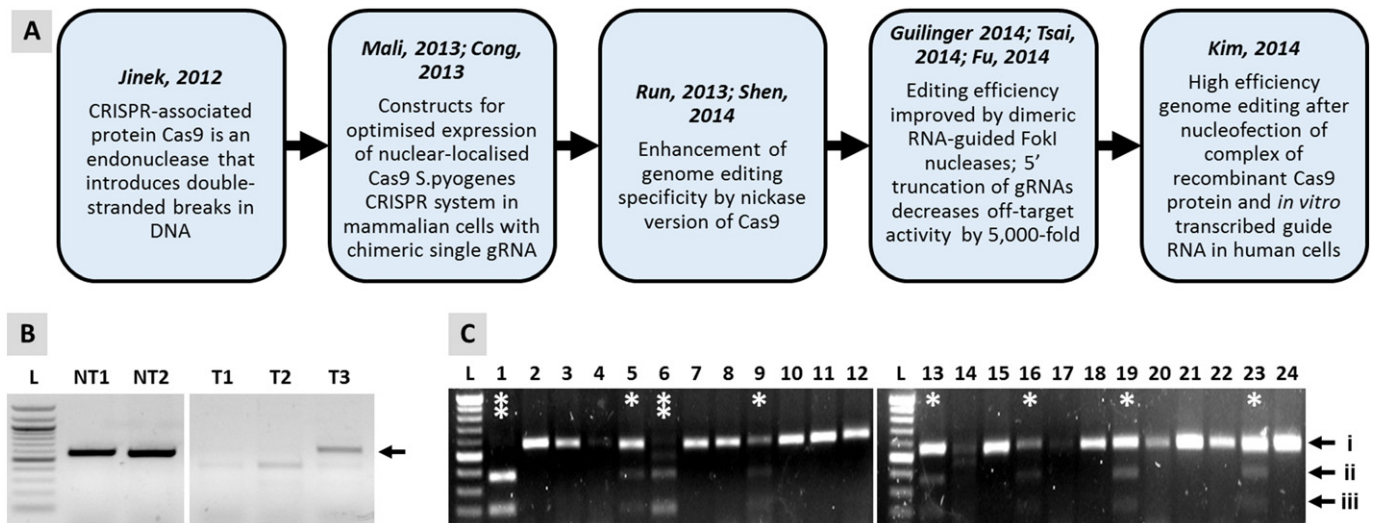 A
Jinek, 2012
CRISPR-associated
protein Cas9 is an
endonuclease that
introduces double-
stranded breaks in
DNA
Mali, 2013; Cong,
2013
Constructs for
optimised expression
of nuclear-localised
Cas9 S.pyogenes
CRISPR system in
mammalian cells with
chimeric single gRNA
Run, 2013; Shen,
2014
Enhancement of
genome editing
specificity by nickase
version of Cas9
Guilinger 2014; Tsai,
2014; Fu, 2014
Editing efficiency
improved by dimeric
RNA-guided FokI
nucleases; 5’
truncation of gRNAs
decreases off-target
activity by 5,000-fold
Kim, 2014
High efficiency
genome editing after
nucleofection of
complex of
recombinant Cas9
protein and in vitro
transcribed guide
RNA in human cells
B
L NT1 NT2 T1 T2 T3
C
L 1 2 3 4 5 6 7 8 9 10 11 12 L 13 14 15 16 17 18 19 20 21 22 23 24
* * * * * * * * *
* *
i
ii
iii